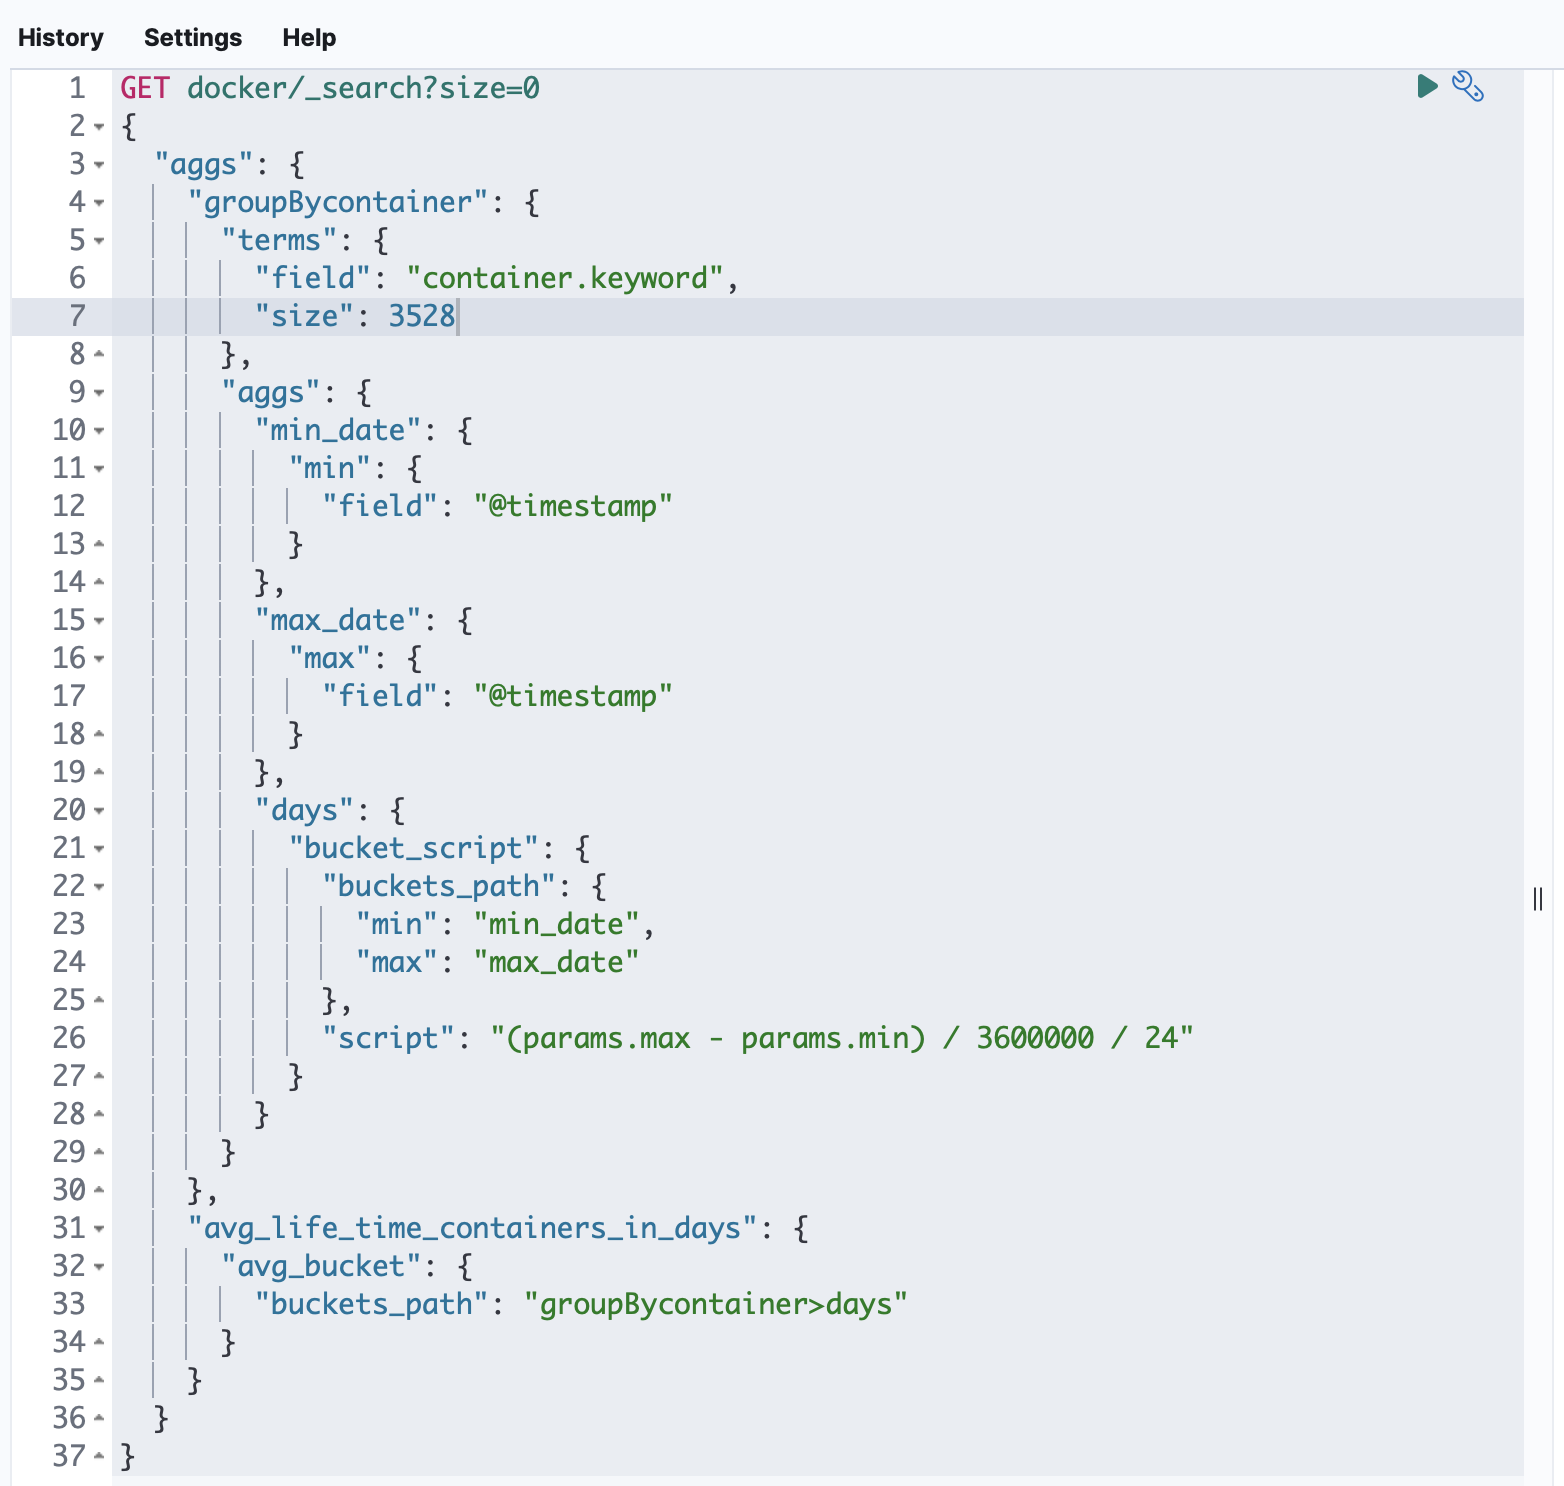 History Settings Help
1 GET docker/_search?size=0
2 {
3   "aggs": {
4     "groupBycontainer": {
5       "terms": {
6         "field": "container.keyword",
7         "size": 3528
8       },
9       "aggs": {
10         "min_date": {
11           "min": {
12             "field": "@timestamp"
13           }
14         },
15         "max_date": {
16           "max": {
17             "field": "@timestamp"
18           }
19         },
20         "days": {
21           "bucket_script": {
22             "buckets_path": {
23               "min": "min_date",
24               "max": "max_date"
25             },
26             "script": "(params.max - params.min) / 3600000 / 24"
27           }
28         }
29       }
30     },
31     "avg_life_time_containers_in_days": {
32       "avg_bucket": {
33         "buckets_path": "groupBycontainer>days"
34       }
35     }
36   }
37 }